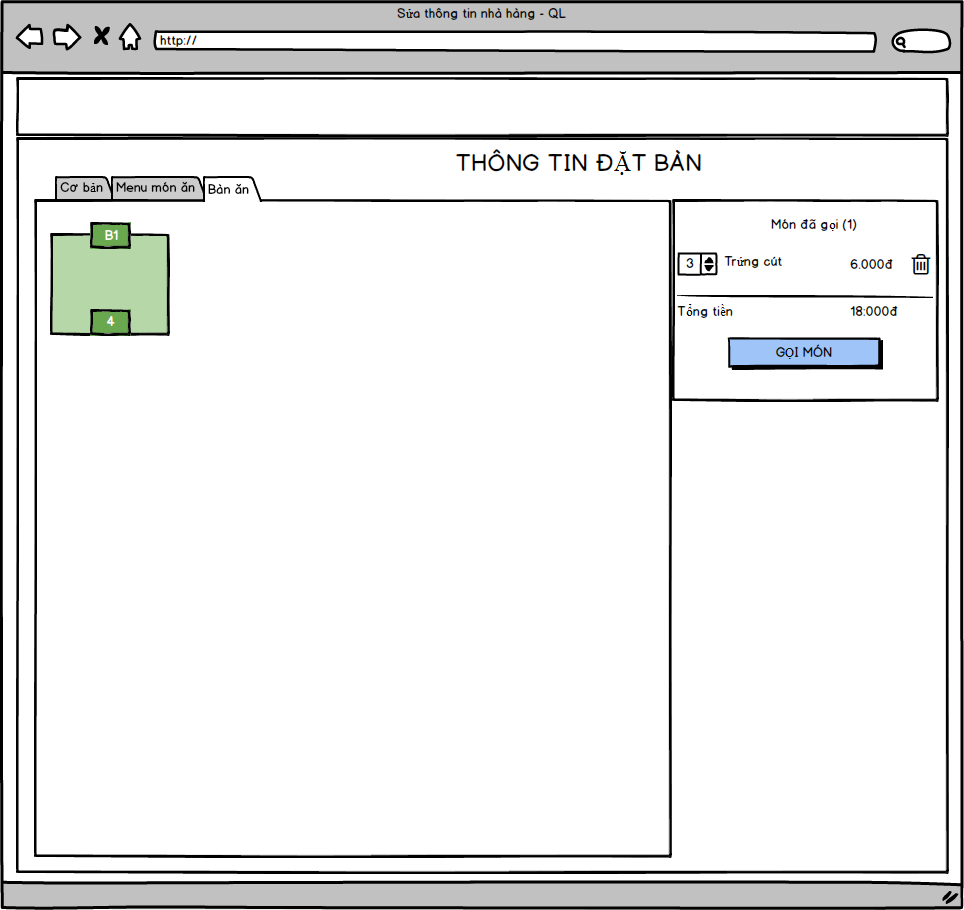 Sửa thông tin nhà hàng - QL
http://
THÔNG TIN ĐẶT BÀN
Cơ bản
Menu món ăn
Bàn ăn
B1
4
Món đã gọi (1)
3 Trứng cút 6.000đ
Tổng tiền 18:000đ
GỌI MÓN